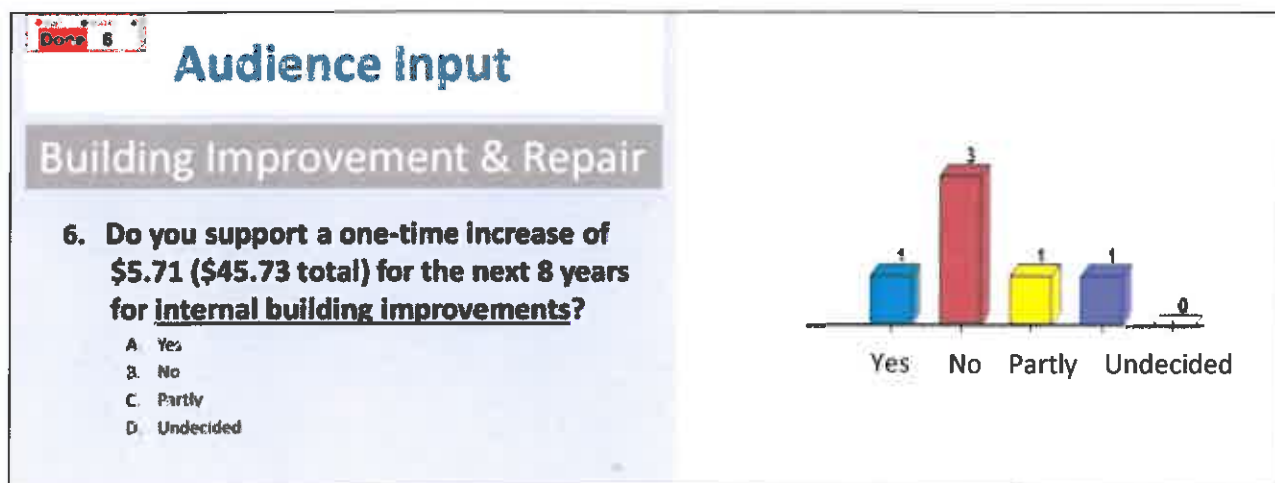 Done 6
Audience Input
Building Improvement & Repair
6. Do you support a one-time increase of
$5.71 ($45.73 total) for the next 8 years
for internal building improvements?
A. Yes
B. No
C. Partly
D. Undecided
1 3 1 1 0
Yes No Partly Undecided